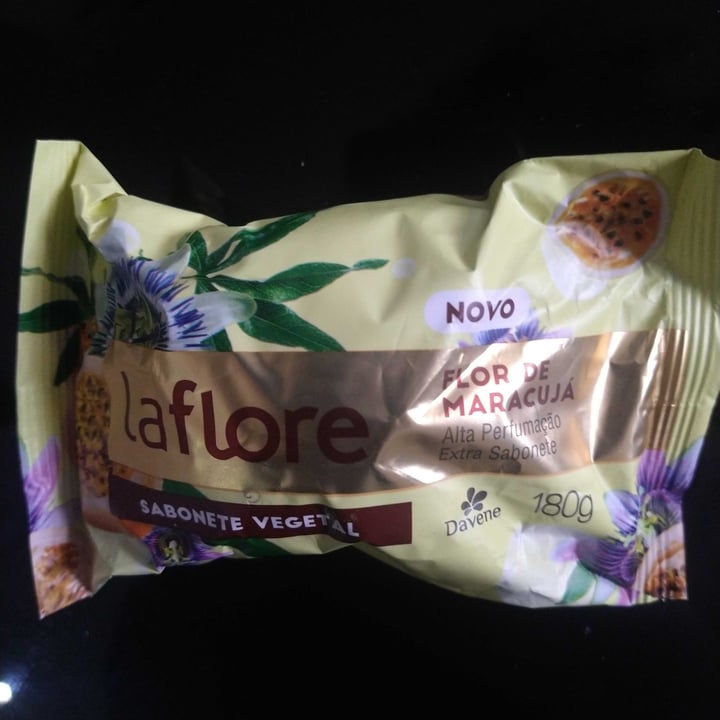 NOVO
laflore
FLOR DE
MARACUJÁ
Alta Perfumação
Extra Sabonete
SABONETE VEGETAL
Davene
180g